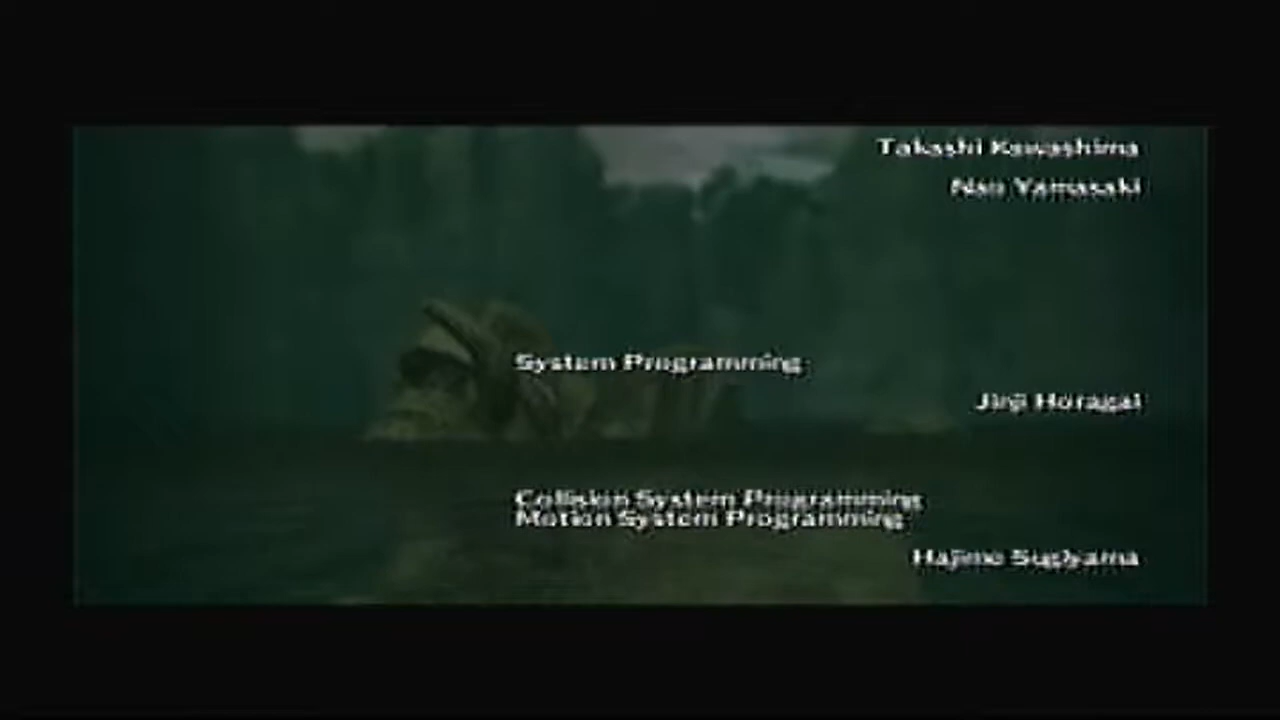 Takashi Kawashima
Nao Yamasaki
System Programming
Jinji Horagai
Collision System Programming
Motion System Programming
Hajime Sugiyama